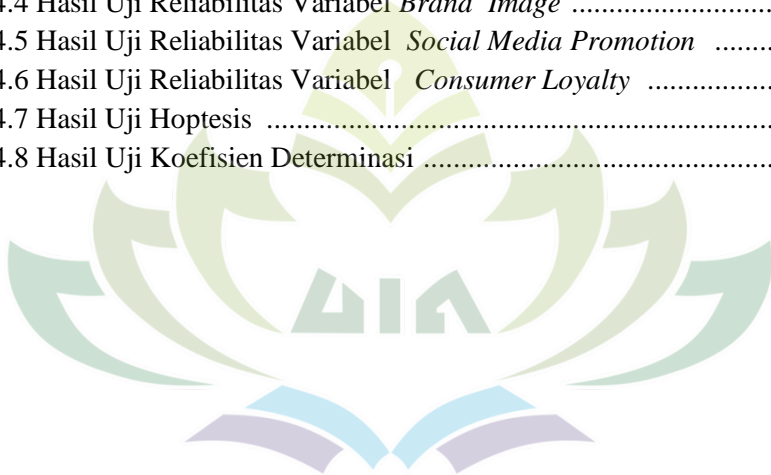 4.4 Hasil Uji Reliabilitas Variabel Brand Image ............................
4.5 Hasil Uji Reliabilitas Variabel Social Media Promotion ........
4.6 Hasil Uji Reliabilitas Variabel Consumer Loyalty .................
4.7 Hasil Uji Hoptesis .......................................................................
4.8 Hasil Uji Koefisien Determinasi ................................................
UIN